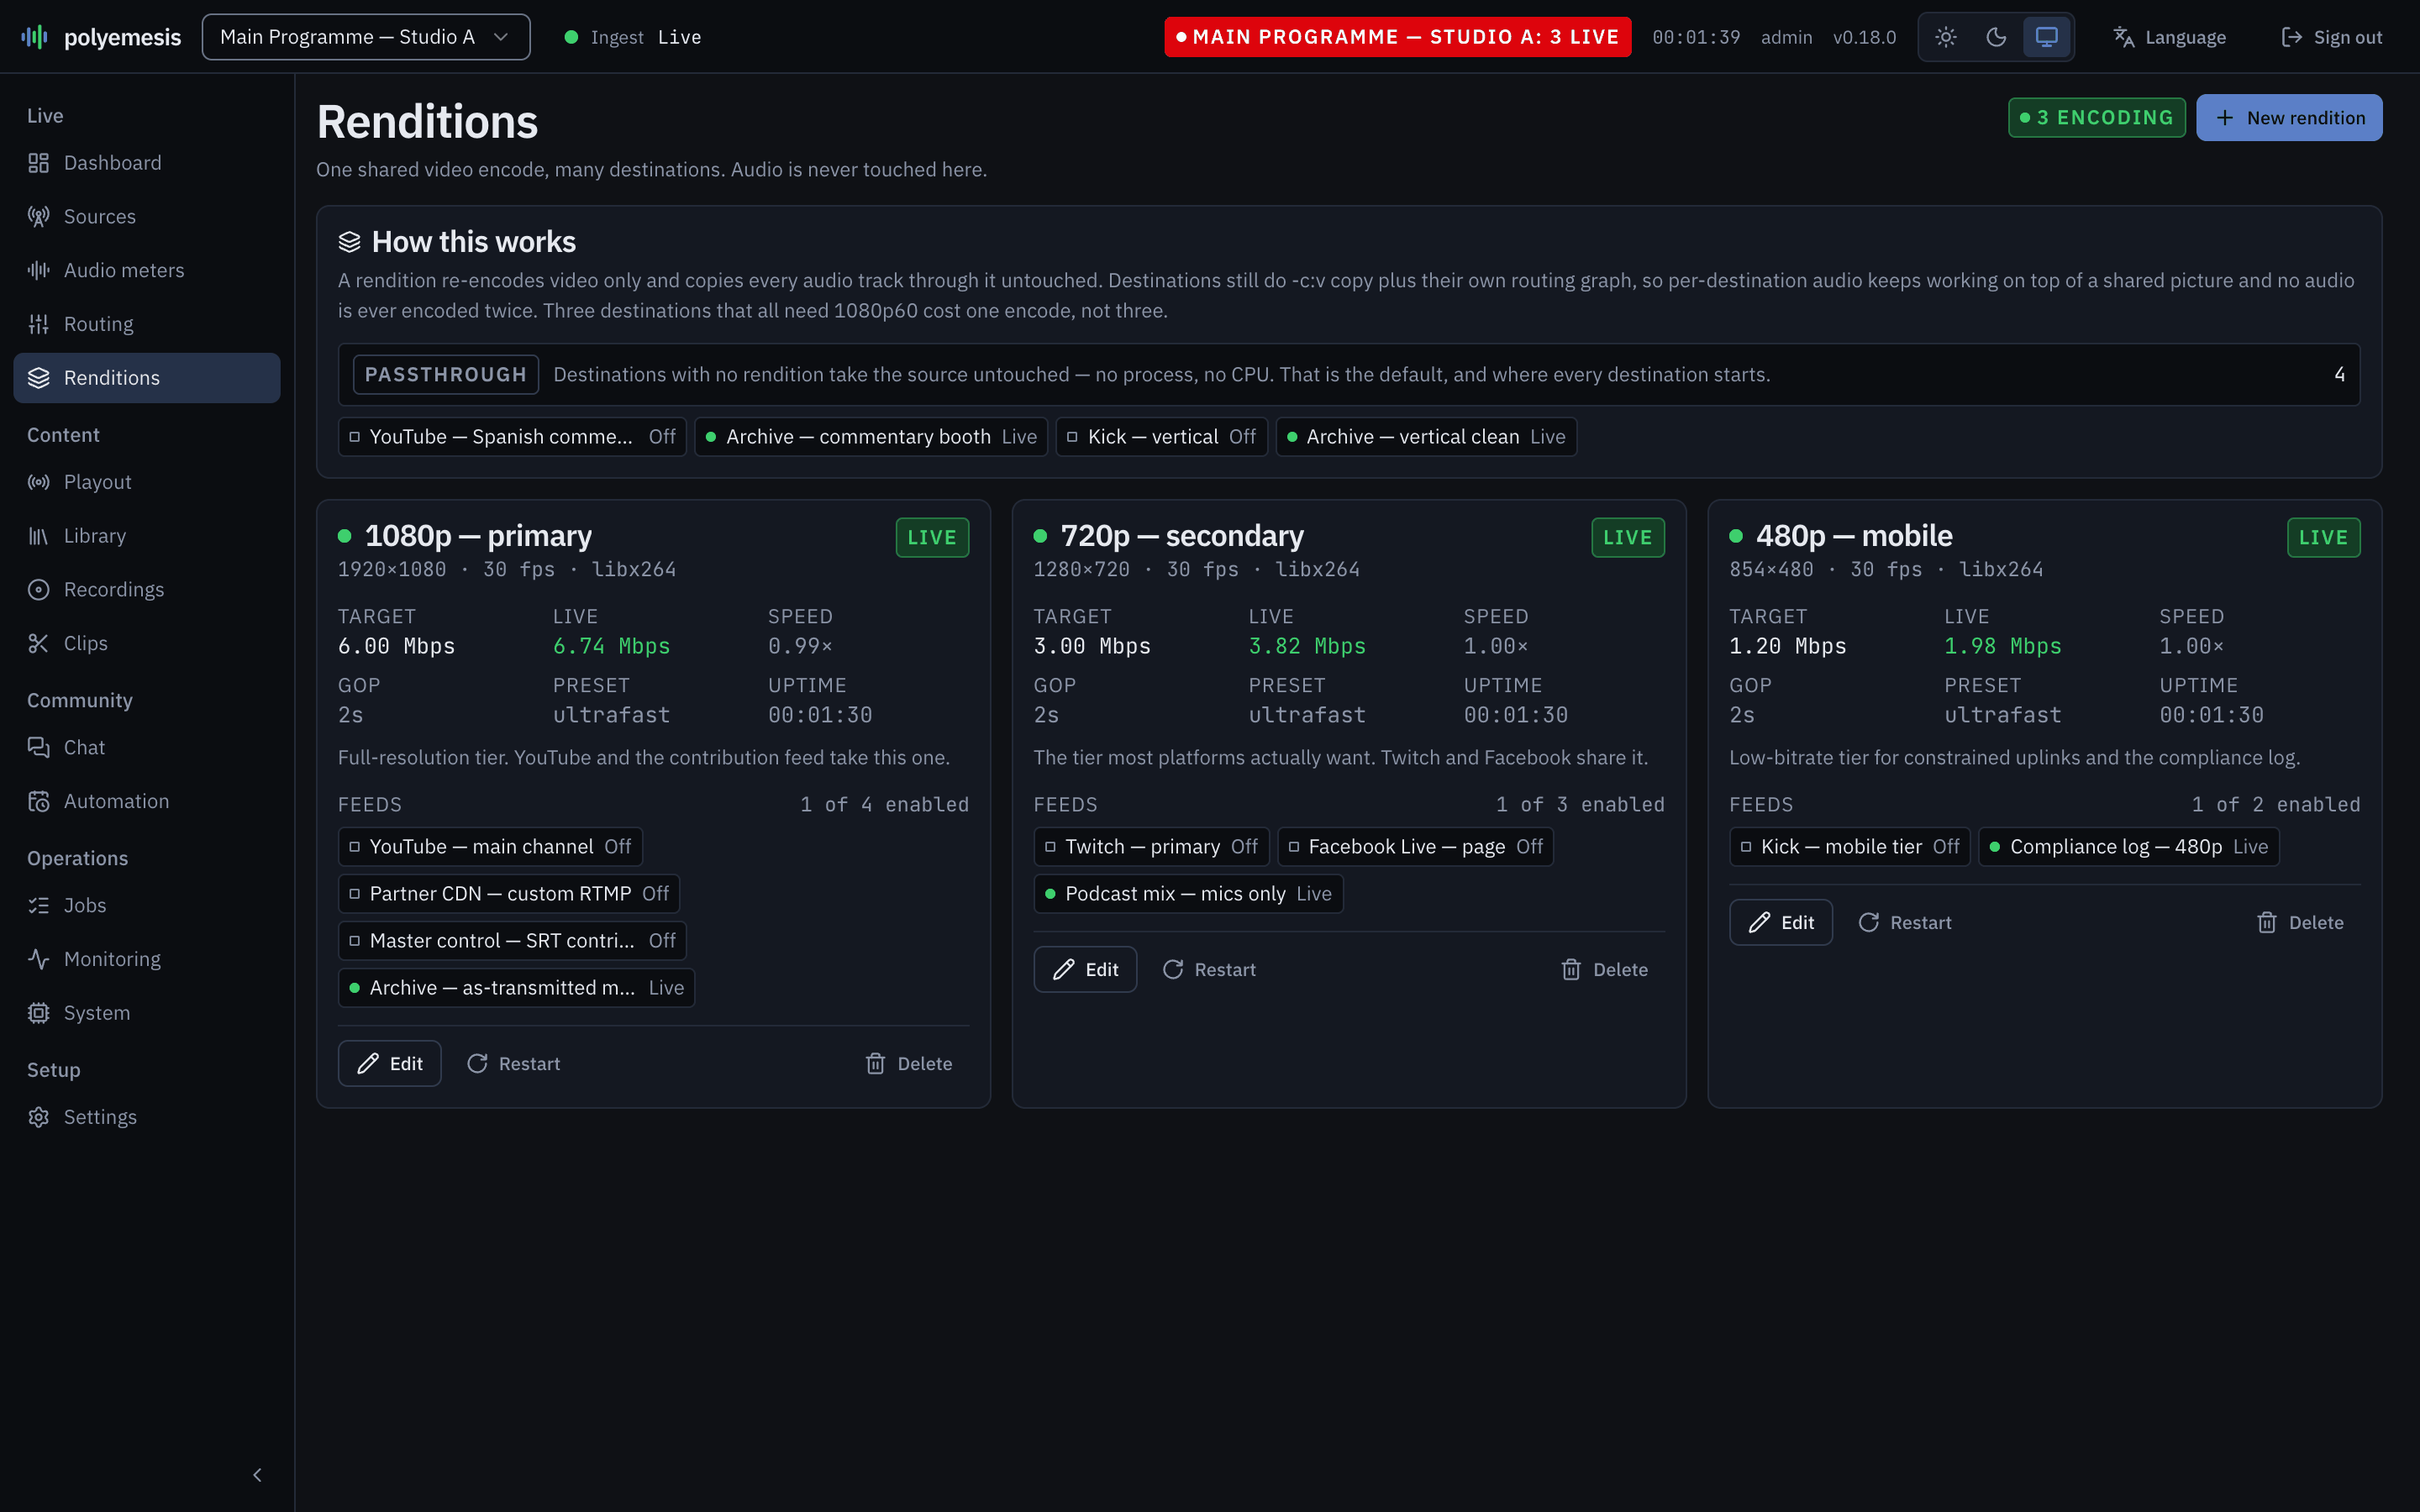 polyemesis
Main Programme — Studio A
Ingest Live
MAIN PROGRAMME — STUDIO A: 3 LIVE
00:01:39
admin
v0.18.0
Language
Sign out
Live
Dashboard
Sources
Audio meters
Routing
Renditions
Content
Playout
Library
Recordings
Clips
Community
Chat
Automation
Operations
Jobs
Monitoring
System
Setup
Settings
Renditions
3 ENCODING
New rendition
One shared video encode, many destinations. Audio is never touched here.
How this works
A rendition re-encodes video only and copies every audio track through it untouched. Destinations still do -c:v copy plus their own routing graph, so per-destination audio keeps working on top of a shared picture and no audio
is ever encoded twice. Three destinations that all need 1080p60 cost one encode, not three.
PASSTHROUGH Destinations with no rendition take the source untouched — no process, no CPU. That is the default, and where every destination starts. 4
YouTube — Spanish comme... Off
Archive — commentary booth Live
Kick — vertical Off
Archive — vertical clean Live
1080p — primary
LIVE
1920×1080 · 30 fps · libx264
TARGET LIVE SPEED
6.00 Mbps 6.74 Mbps 0.99×
GOP PRESET UPTIME
2s ultrafast 00:01:30
Full-resolution tier. YouTube and the contribution feed take this one.
FEEDS 1 of 4 enabled
YouTube — main channel Off
Partner CDN — custom RTMP Off
Master control — SRT contri... Off
Archive — as-transmitted m... Live
Edit Restart Delete
720p — secondary
LIVE
1280×720 · 30 fps · libx264
TARGET LIVE SPEED
3.00 Mbps 3.82 Mbps 1.00×
GOP PRESET UPTIME
2s ultrafast 00:01:30
The tier most platforms actually want. Twitch and Facebook share it.
FEEDS 1 of 3 enabled
Twitch — primary Off
Facebook Live — page Off
Podcast mix — mics only Live
Edit Restart Delete
480p — mobile
LIVE
854×480 · 30 fps · libx264
TARGET LIVE SPEED
1.20 Mbps 1.98 Mbps 1.00×
GOP PRESET UPTIME
2s ultrafast 00:01:30
Low-bitrate tier for constrained uplinks and the compliance log.
FEEDS 1 of 2 enabled
Kick — mobile tier Off
Compliance log — 480p Live
Edit Restart Delete